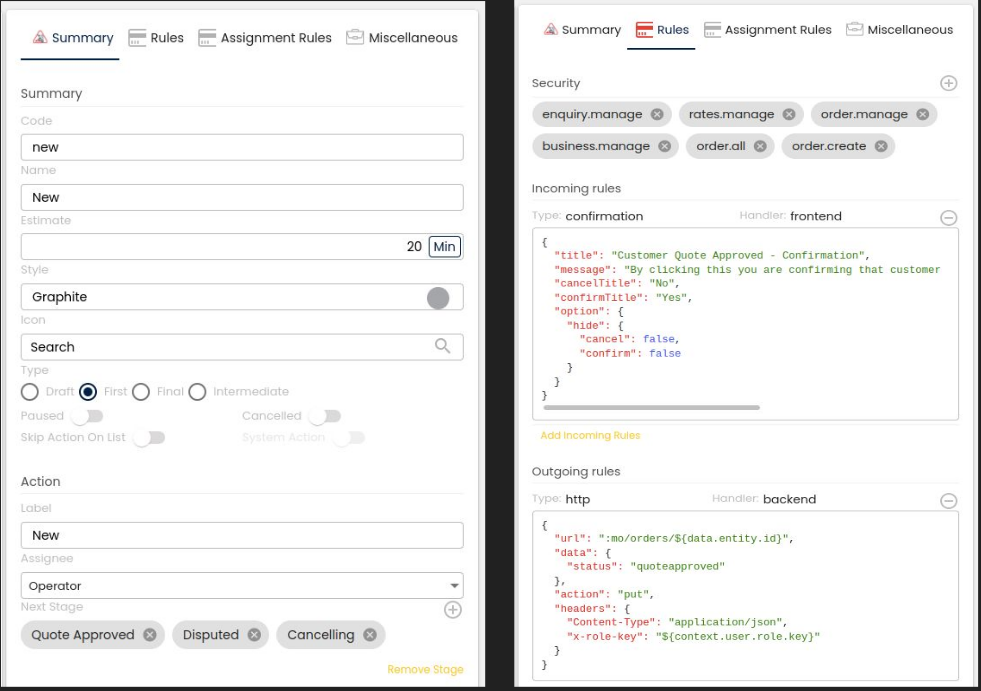 Summary Rules Assignment Rules Miscellaneous
Summary
Code
new
Name
New
Estimate
20 Min
Style
Graphite
Icon
Search
Type
Draft First Final Intermediate
Paused Cancelled
Skip Action On List System Action
Action
Label
New
Assignee
Operator
Next Stage
Quote Approved Disputed Cancelling
Remove Stage
Summary Rules Assignment Rules Miscellaneous
Security
enquiry.manage rates.manage order.manage
business.manage order.all order.create
Incoming rules
Type: confirmation Handler: frontend
{
"title": "Customer Quote Approved - Confirmation",
"message": "By clicking this you are confirming that customer
"cancelTitle": "No",
"confirmTitle": "Yes",
"option": {
"hide": {
"cancel": false,
"confirm": false
}
}
}
Add Incoming Rules
Outgoing rules
Type: http Handler: backend
{
"url": ":mo/orders/${data.entity.id}",
"data": {
"status": "quoteapproved"
},
"action": "put",
"headers": {
"Content-Type": "application/json",
"x-role-key": "${context.user.role.key}"
}
}